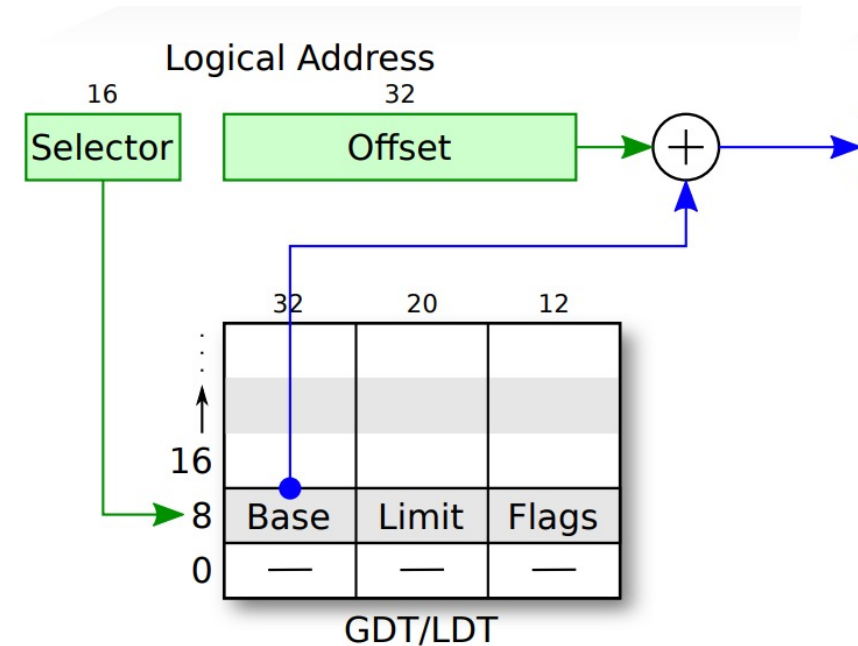 Logical Address
16 32
Selector Offset +
32 20 12
16
8 Base Limit Flags
0 — — —
GDT/LDT